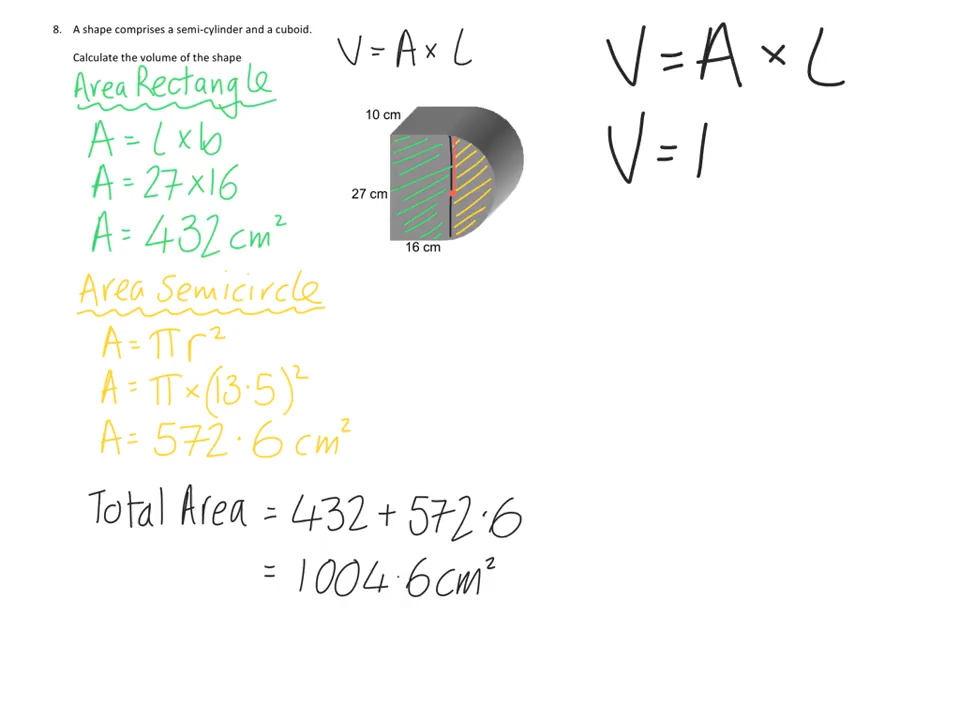 8. A shape comprises a semi-cylinder and a cuboid.
Calculate the volume of the shape
V = A × L
Area Rectangle
A = l × b
A = 27 × 16
A = 432 cm²
10 cm
27 cm
16 cm
Area Semicircle
A = πr²
A = π × (13·5)²
A = 572·6 cm²
Total Area = 432 + 572·6
= 1004·6 cm²
V = A × L
V = 1